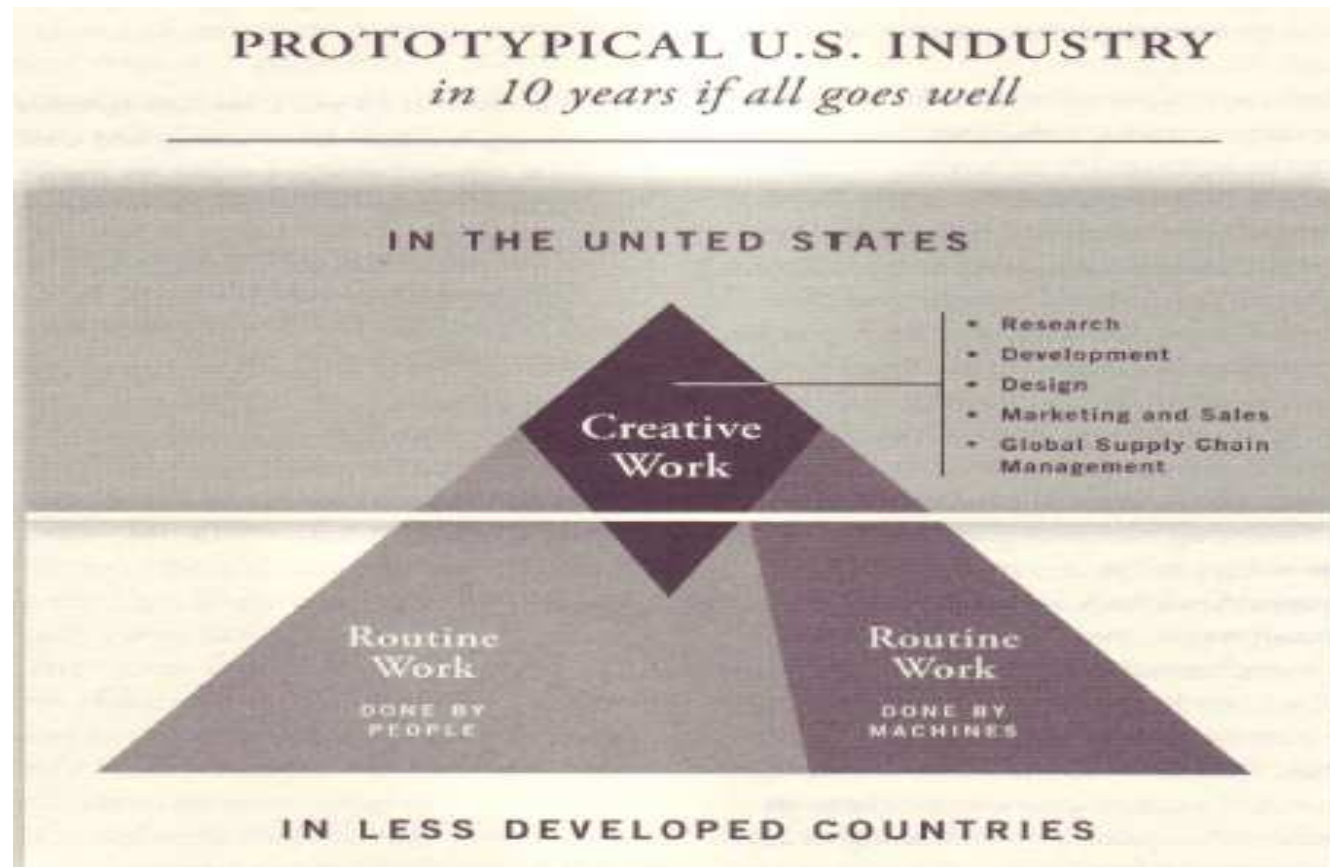 PROTOTYPICAL U.S. INDUSTRY
in 10 years if all goes well
IN THE UNITED STATES
• Research
• Development
• Design
• Marketing and Sales
• Global Supply Chain
Management
Creative
Work
Routine
Work
DONE BY
PEOPLE
Routine
Work
DONE BY
MACHINES
IN LESS DEVELOPED COUNTRIES